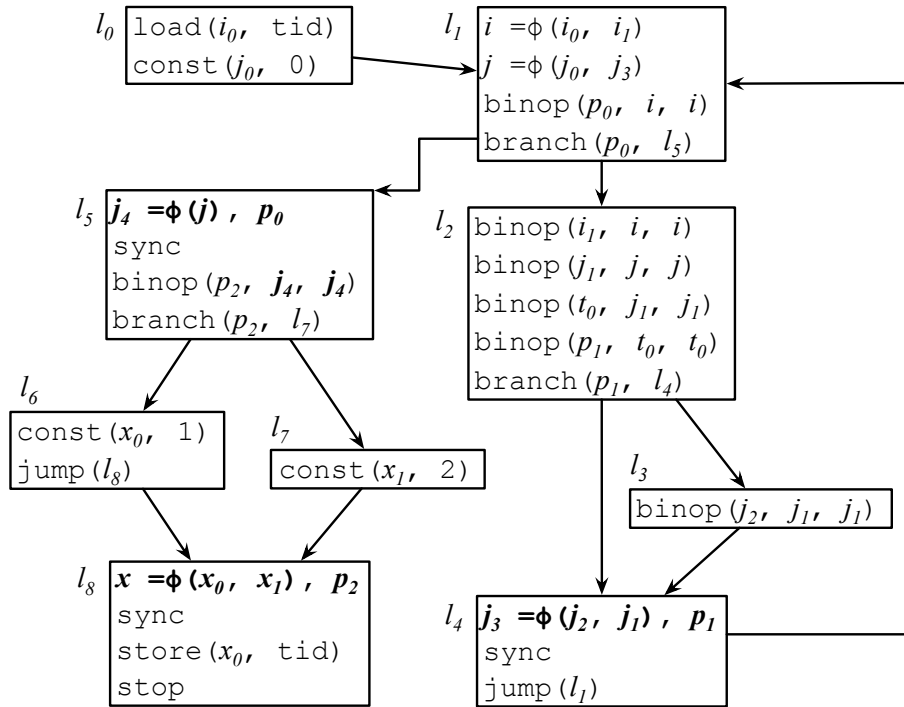 l0
load(i0, tid)
const(j0, 0)
l1
i =ϕ(i0, i1)
j =ϕ(j0, j3)
binop(p0, i, i)
branch(p0, l5)
l5
j4 =ϕ(j), p0
sync
binop(p2, j4, j4)
branch(p2, l7)
l2
binop(i1, i, i)
binop(j1, j, j)
binop(t0, j1, j1)
binop(p1, t0, t0)
branch(p1, l4)
l6
const(x0, 1)
jump(l8)
l7
const(x1, 2)
l3
binop(j2, j1, j1)
l8
x =ϕ(x0, x1), p2
sync
store(x0, tid)
stop
l4
j3 =ϕ(j2, j1), p1
sync
jump(l1)